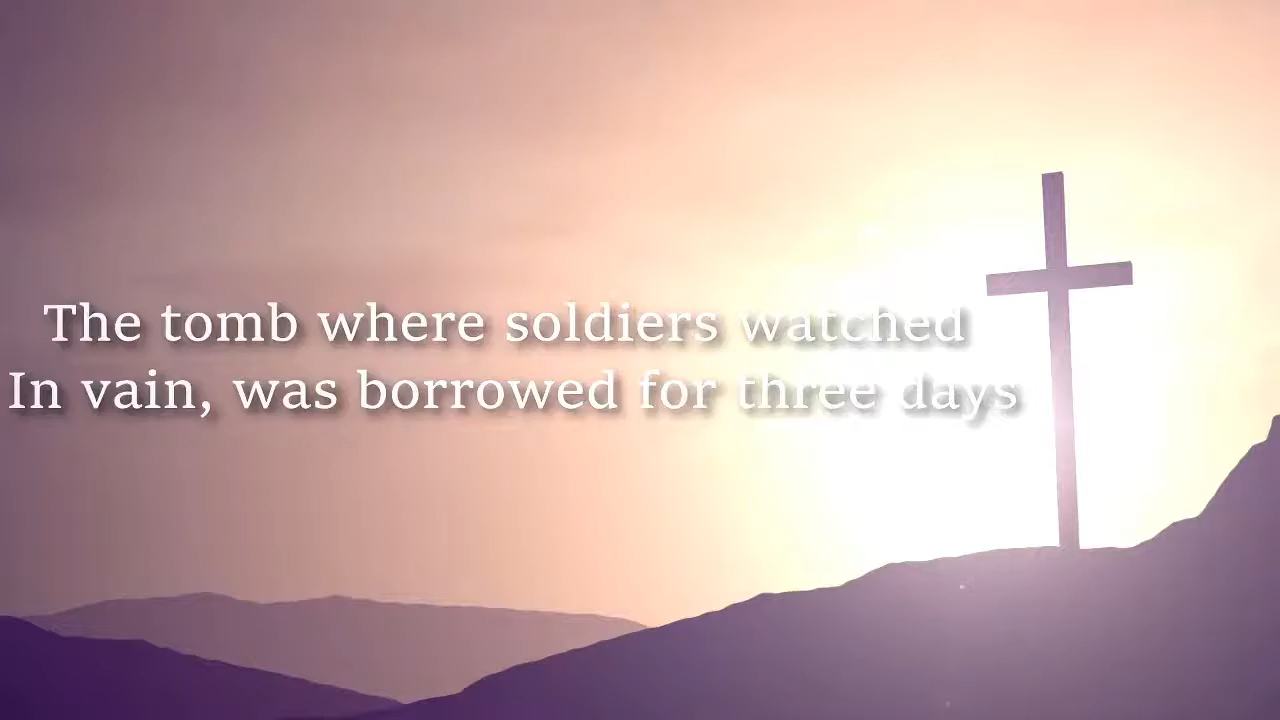 The tomb where soldiers watched
In vain, was borrowed for three days